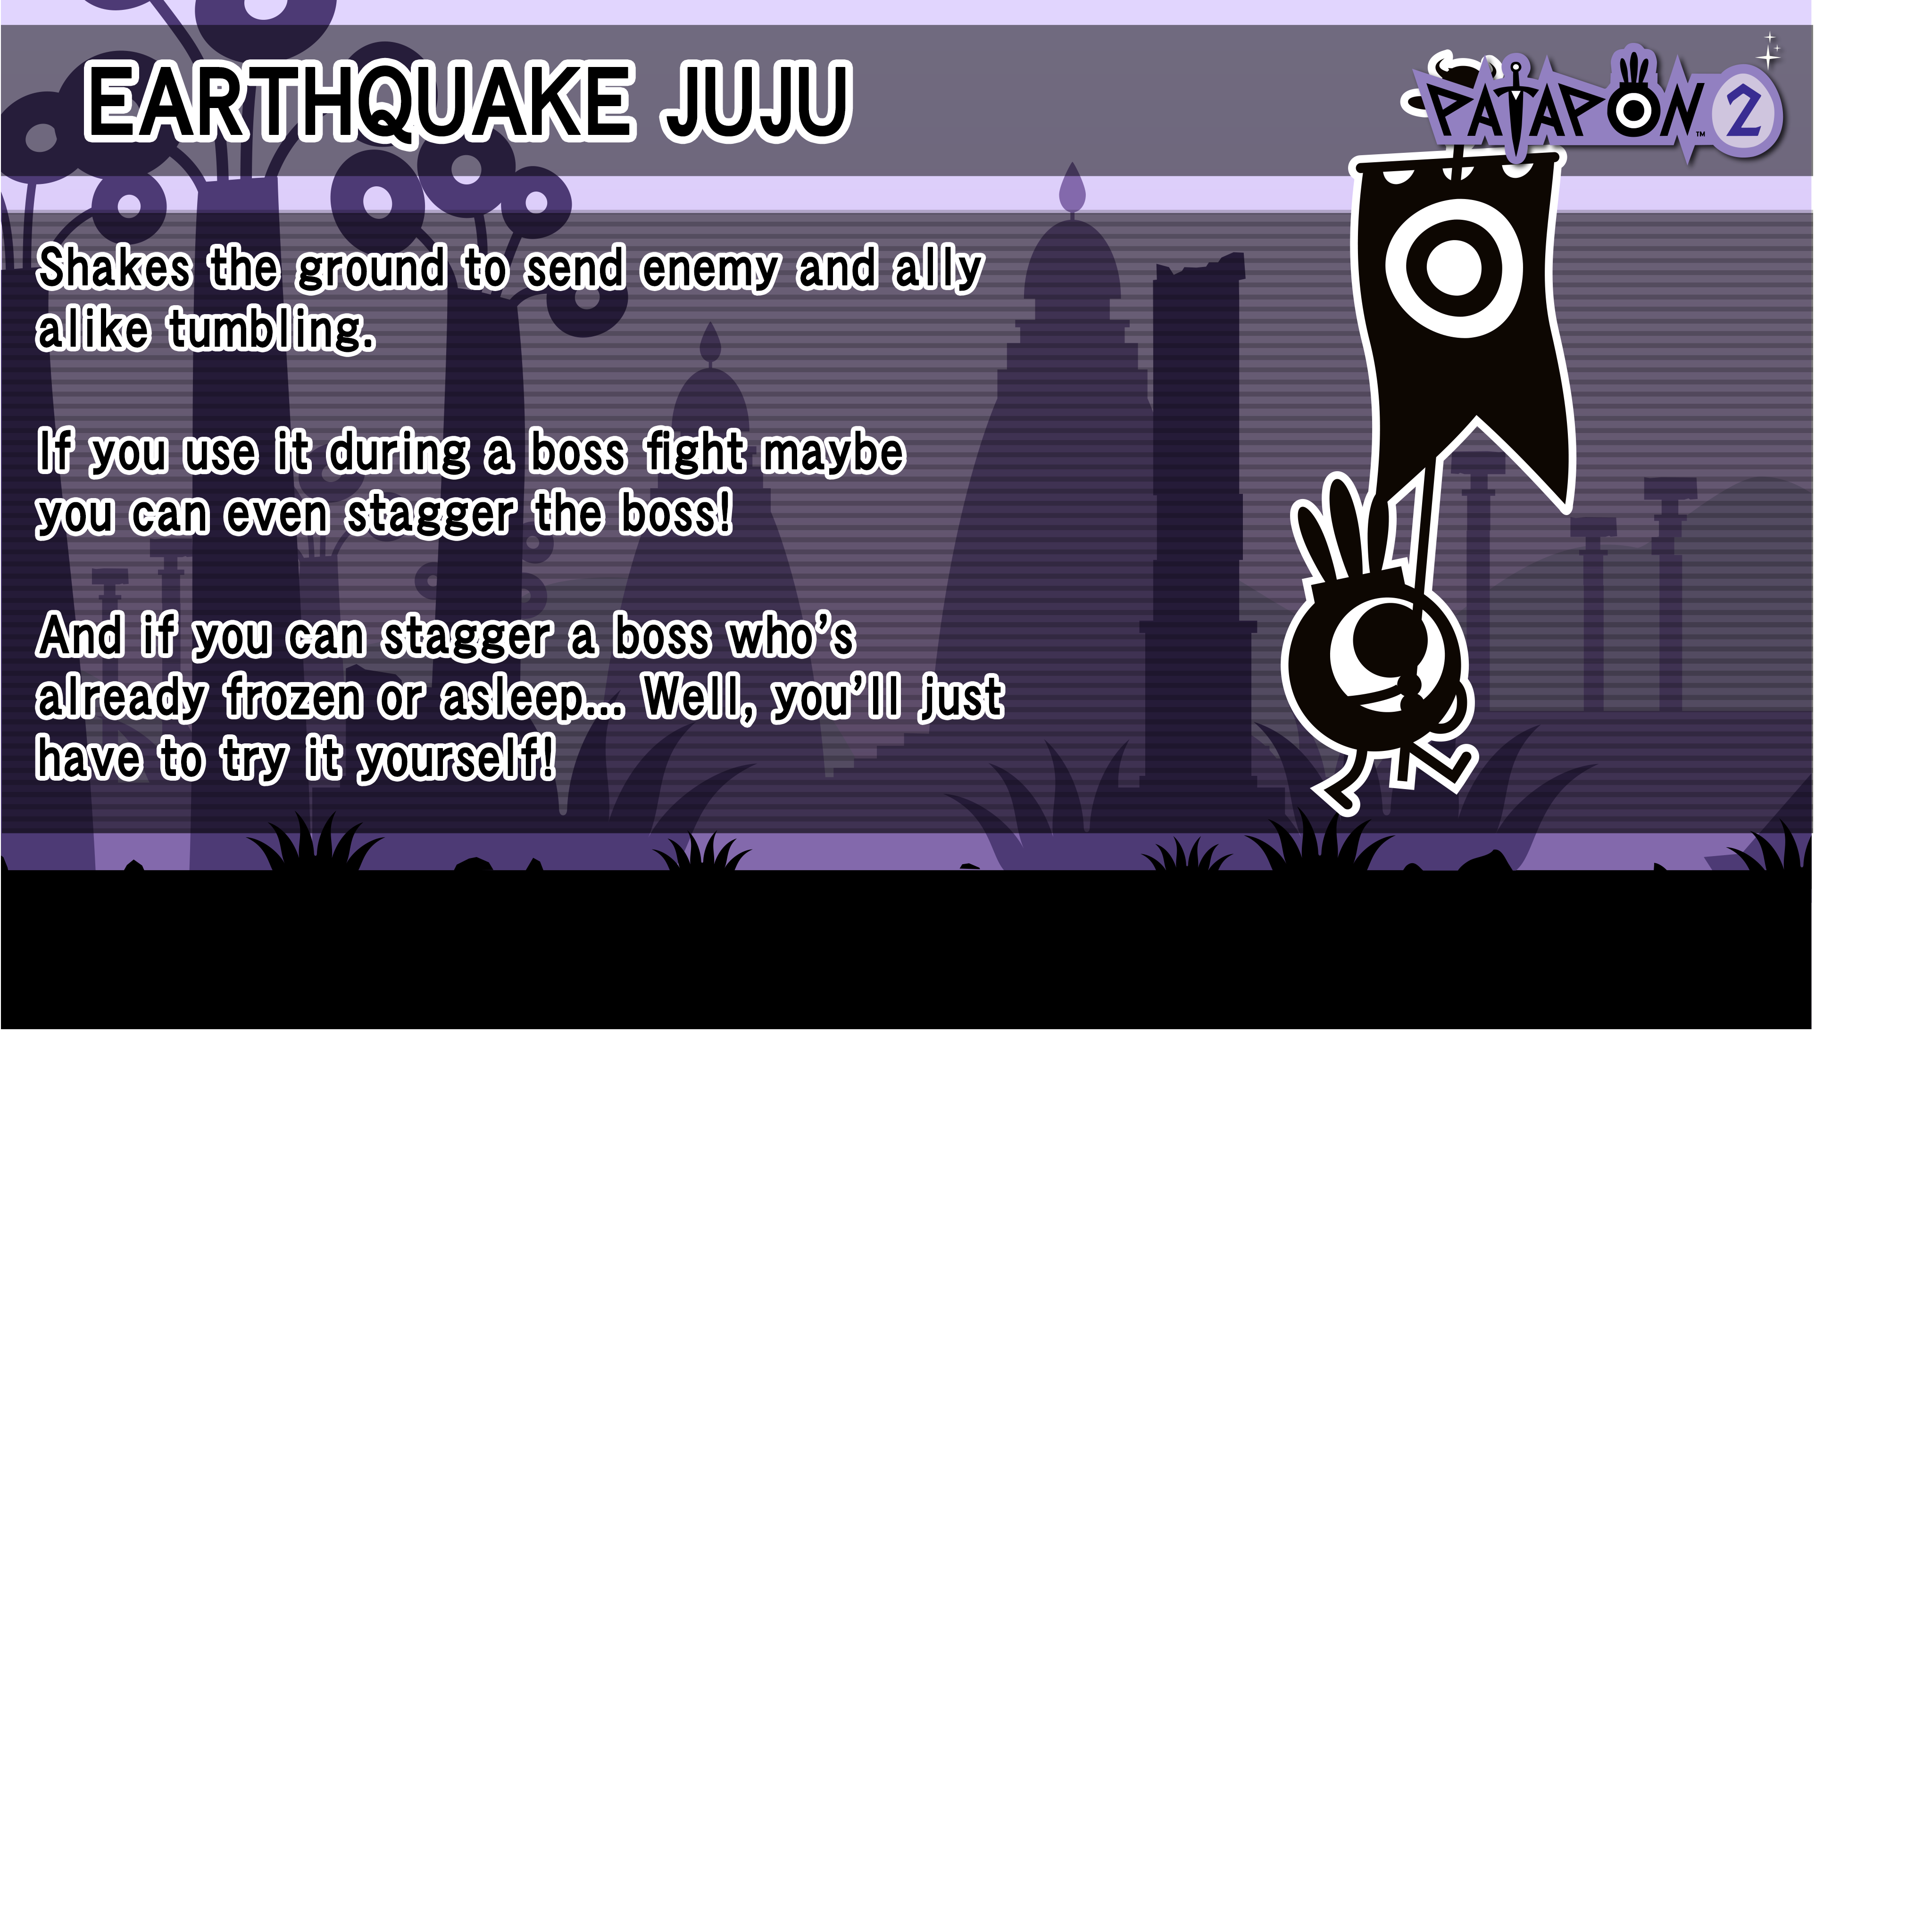 EARTHQUAKE JUJU
PATAPON™ 2
Shakes the ground to send enemy and ally
alike tumbling.
If you use it during a boss fight maybe
you can even stagger the boss!
And if you can stagger a boss who's
already frozen or asleep... Well, you'll just
have to try it yourself!